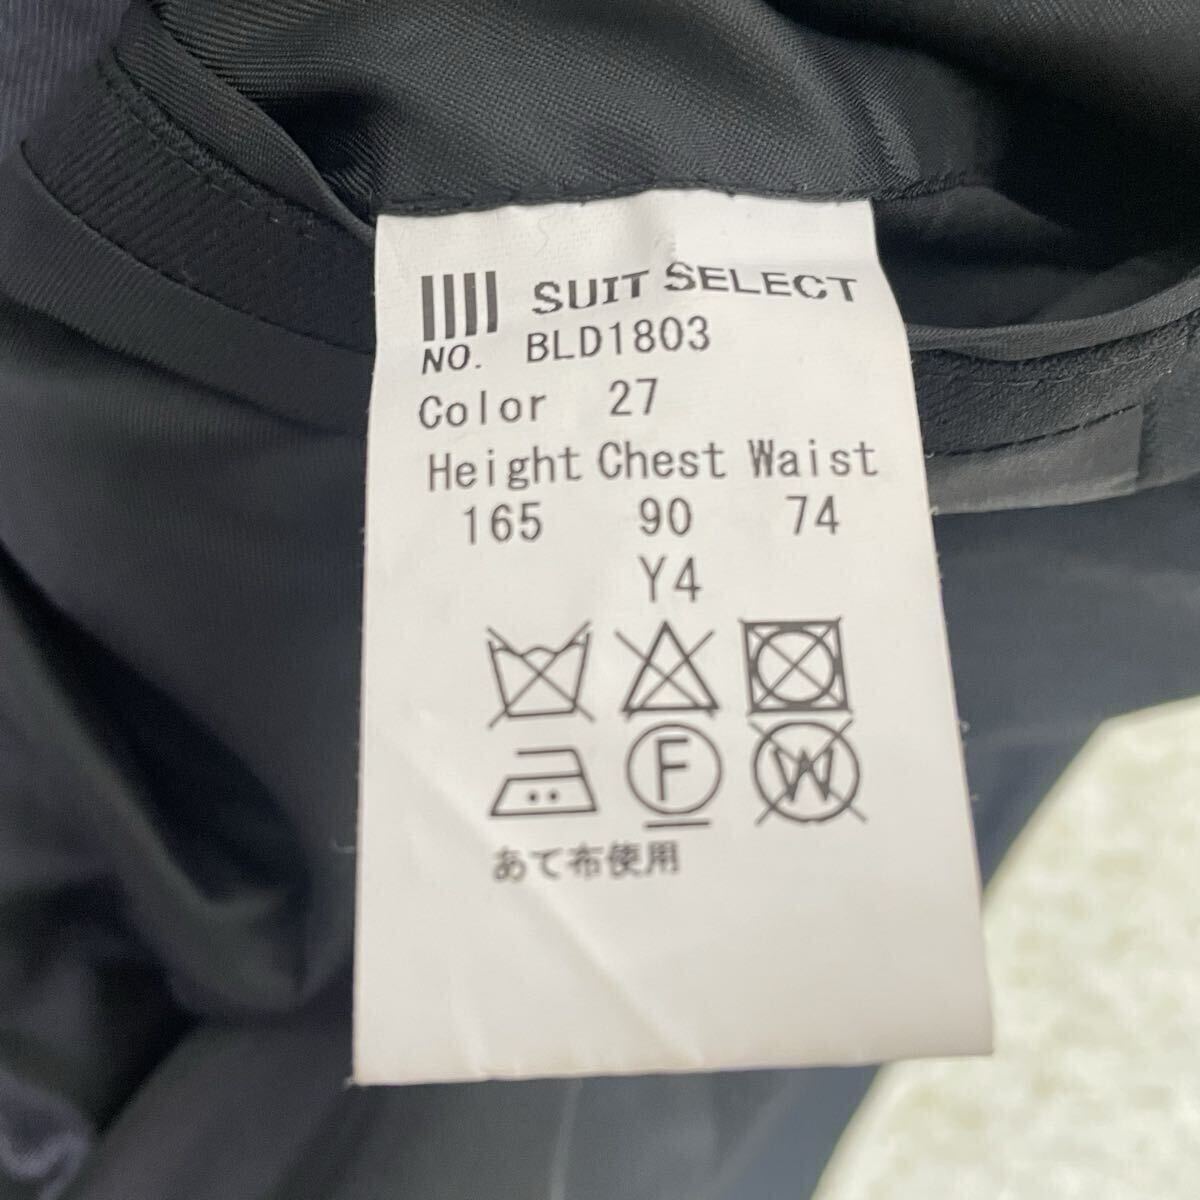 SUIT SELECT
NO. BLD1803
Color 27
Height Chest Waist
165 90 74
Y4
F W
あて布使用